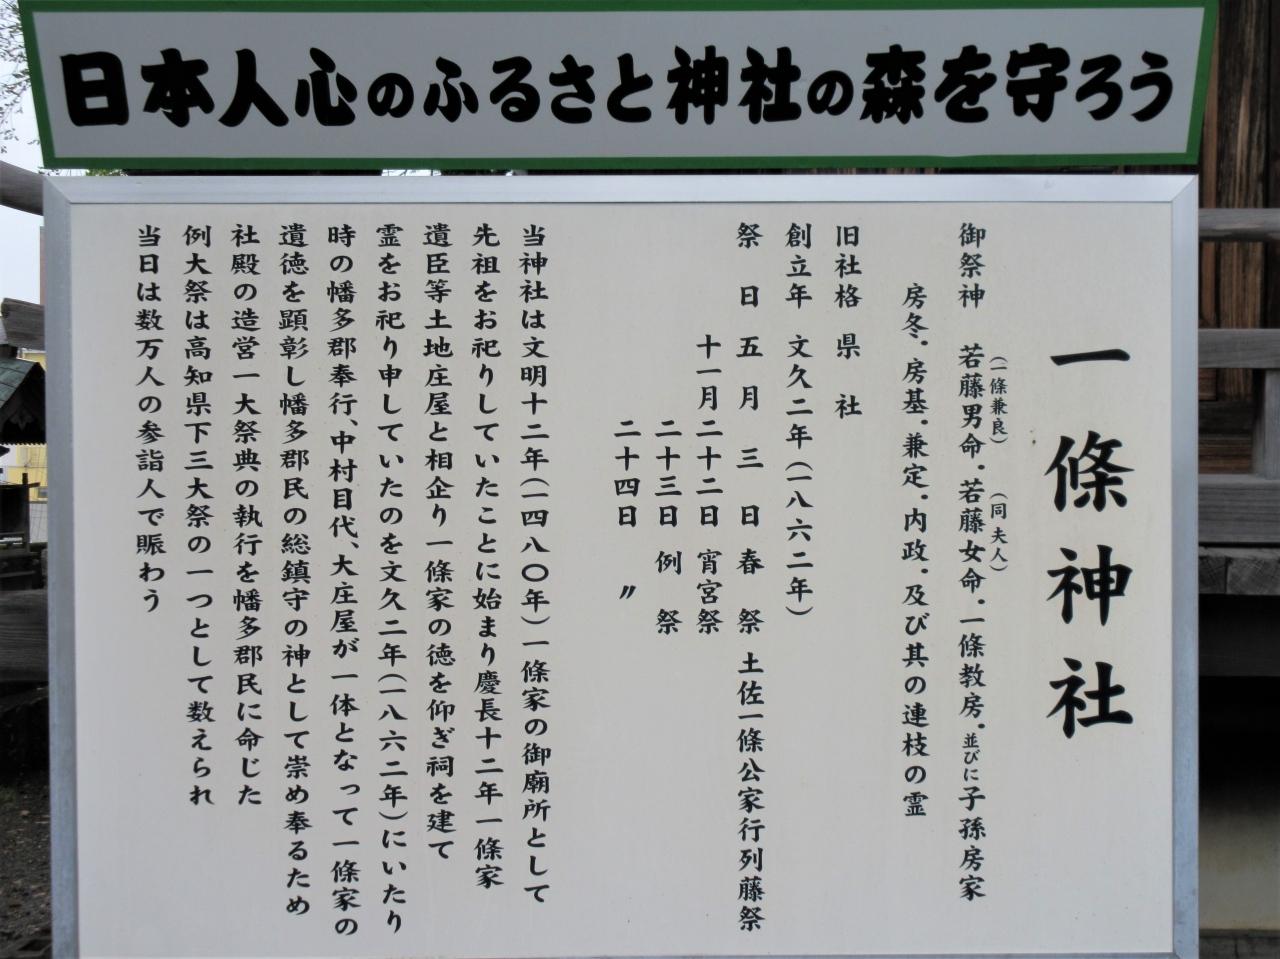 日本人心のふるさと神社の森を守ろう
一條神社
御祭神　若藤男命・若藤女命・一條教房・並びに子孫房家
（一條兼良）　（同　夫人）
房冬・房基・兼定・内政・及び其の連枝の霊
旧社格　県　社
創立年　文久二年（一八六二年）
祭　日　五　月　三　日　春　祭　土佐一條公家行列藤祭
十一月二十二日　宵宮祭
二十三日　例　祭
二十四日　〃
当神社は文明十二年（一四八〇年）一條家の御廟所として
先祖をお祀りしていたことに始まり慶長十二年一條家
遺臣等土地庄屋と相企り一條家の徳を仰ぎ祠を建て
霊をお祀り申していたのを文久二年（一八六二年）にいたり
時の幡多郡奉行、中村目代、大庄屋が一体となって一條家の
遺徳を顕彰し幡多郡民の総鎮守の神として崇め奉るため
社殿の造営一大祭典の執行を幡多郡民に命じた
例大祭は高知県下三大祭の一つとして数えられ
当日は数万人の参詣人で賑わう